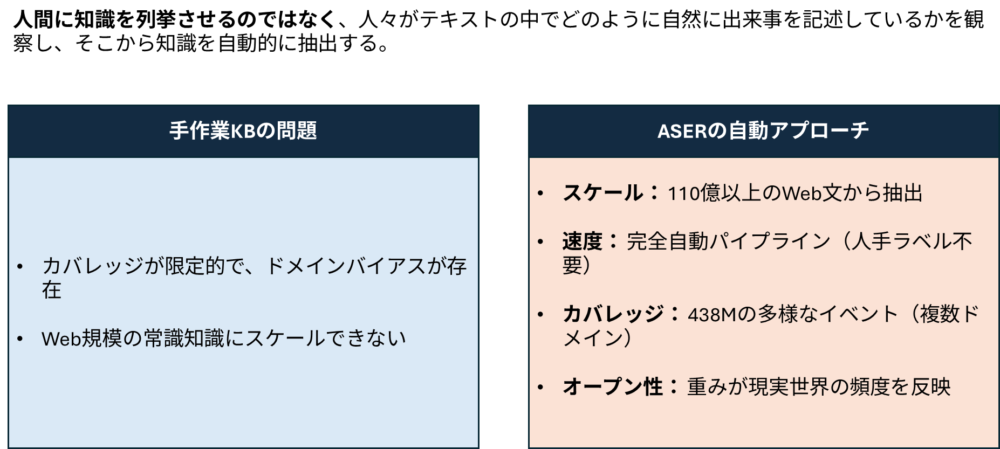 人間に知識を列挙させるのではなく、人々がテキストの中でどのように自然に出来事を記述しているかを観
察し、そこから知識を自動的に抽出する。
手作業KBの問題
• カバレッジが限定的で、ドメインバイアスが存
在
• Web規模の常識知識にスケールできない
ASERの自動アプローチ
• スケール： 110億以上のWeb文から抽出
• 速度： 完全自動パイプライン（人手ラベル不
要）
• カバレッジ： 438Mの多様なイベント（複数ド
メイン）
• オープン性： 重みが現実世界の頻度を反映